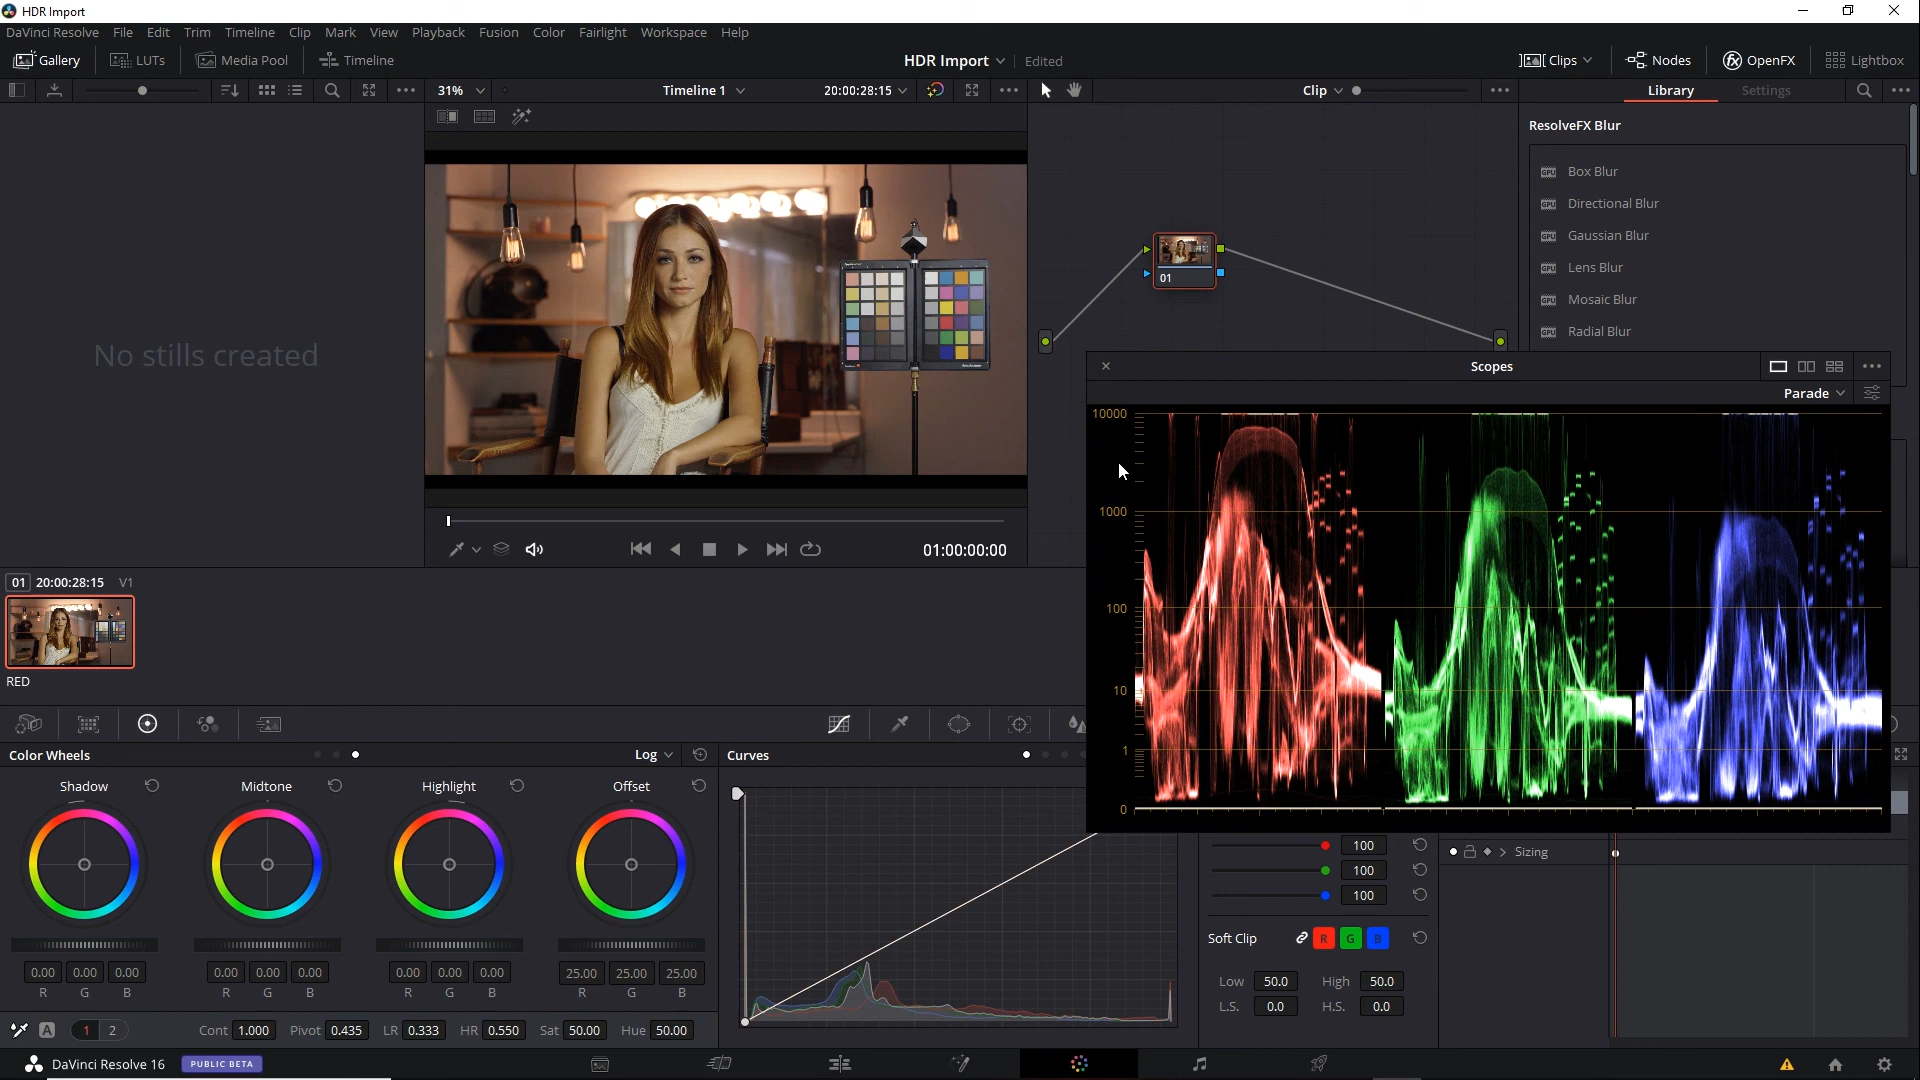 HDR Import
DaVinci Resolve File Edit Trim Timeline Clip Mark View Playback Fusion Color Fairlight Workspace Help
Gallery LUTs Media Pool Timeline HDR Import Edited Clips Nodes OpenFX Lightbox
31% Timeline 1 20:00:28:15 Clip Library Settings
ResolveFX Blur
GPU Box Blur
GPU Directional Blur
GPU Gaussian Blur
GPU Lens Blur
GPU Mosaic Blur
GPU Radial Blur
01
No stills created
Scopes
Parade
10000
1000
100
10
1
0
01:00:00:00
01 20:00:28:15 V1
RED
Color Wheels Log Curves
Shadow Midtone Highlight Offset
0.00 0.00 0.00 0.00 0.00 0.00 0.00 0.00 0.00 25.00 25.00 25.00
R G B R G B R G B R G B
A 1 2 Cont 1.000 Pivot 0.435 LR 0.333 HR 0.550 Sat 50.00 Hue 50.00
100
100
100
Soft Clip R G B
Low 50.0 High 50.0
L.S. 0.0 H.S. 0.0
Sizing
DaVinci Resolve 16 PUBLIC BETA